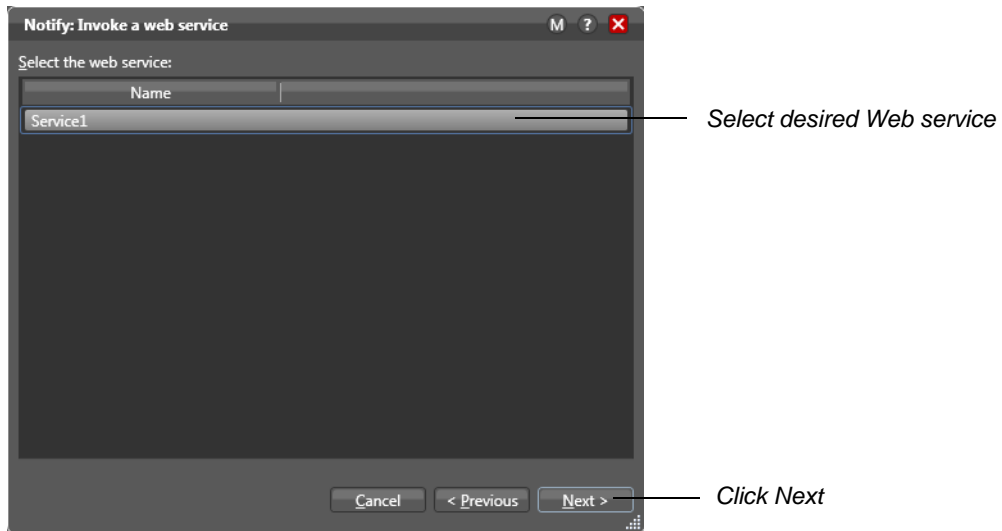 Notify: Invoke a web service M ?
Select the web service:
Name
Service1
Select desired Web service
Cancel < Previous Next >
Click Next